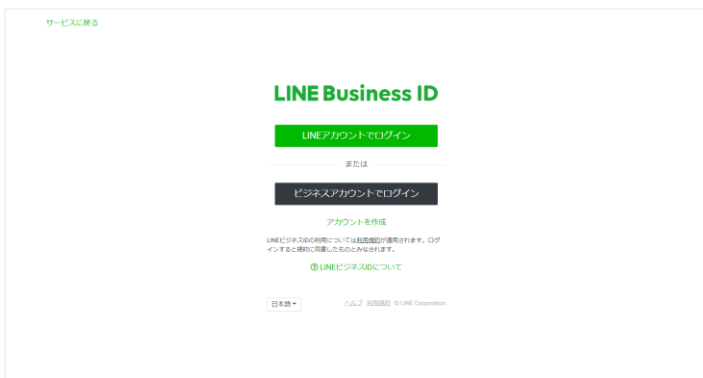 サービスに戻る
LINE Business ID
LINEアカウントでログイン
または
ビジネスアカウントでログイン
アカウントを作成
LINEビジネスIDの利用については利用規約が適用されます。ログ
インすると規約に同意したものとみなされます。
? LINEビジネスIDについて
日本語
ヘルプ 利用規約 © LINE Corporation